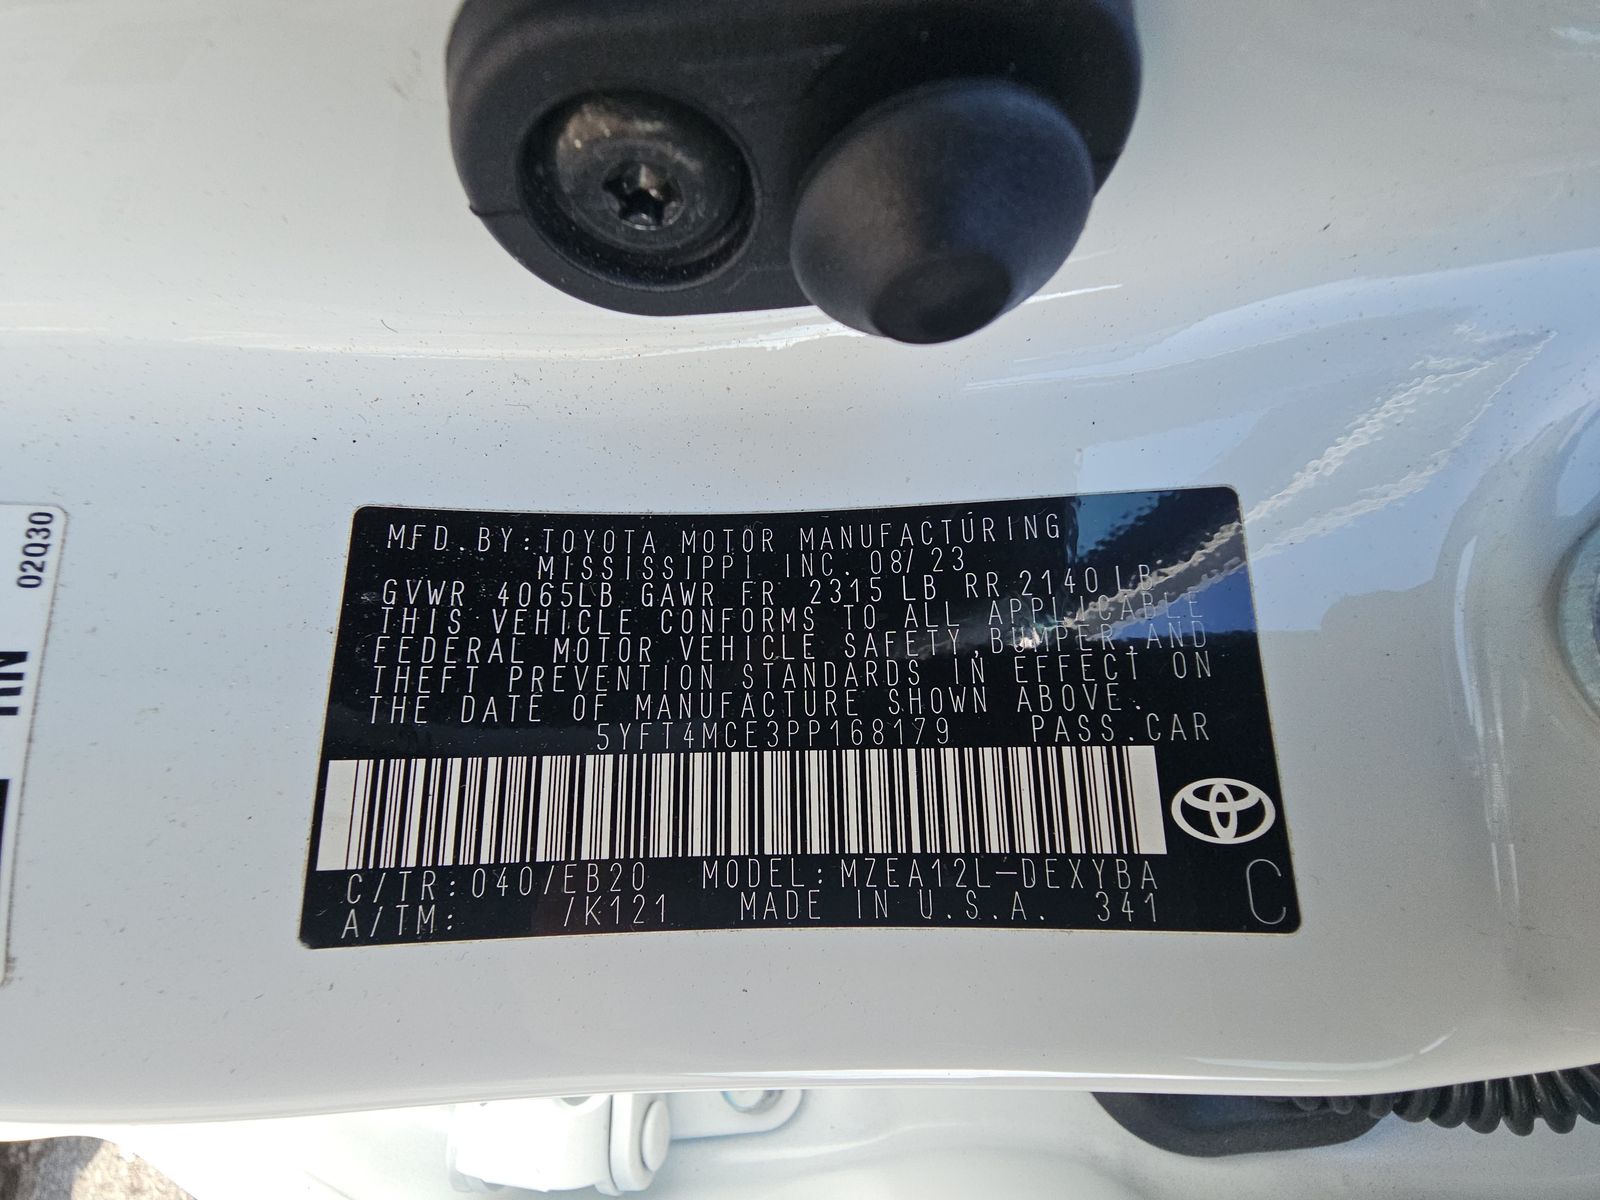 02Q30
MFD.BY:TOYOTA MOTOR MANUFACTURING
MISSISSIPPI, INC. 08/23
GVWR 4065LB GAWR FR 2315 LB RR 2140LB
THIS VEHICLE CONFORMS TO ALL APPLICABLE
FEDERAL MOTOR VEHICLE SAFETY,BUMPER,AND
THEFT PREVENTION STANDARDS IN EFFECT ON
THE DATE OF MANUFACTURE SHOWN ABOVE.
5YFT4MCE3PP168179 PASS.CAR
C/TR:040/EB20 MODEL:MZEA12L-DEXYBA
A/TM: /K121 MADE IN U.S.A. 341
C